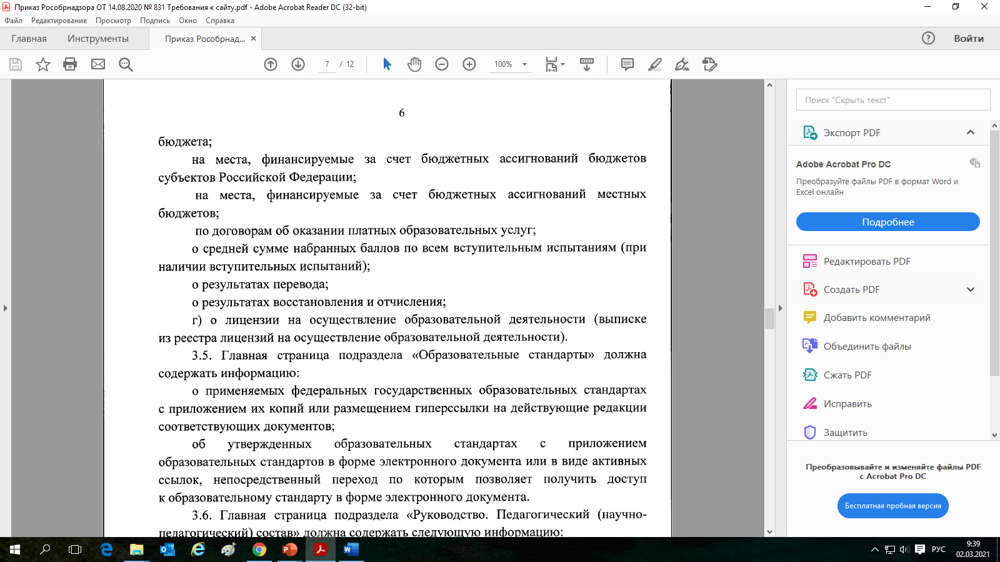 Приказ Рособрнадзора ОТ 14.08.2020 № 831 Требования к сайту.pdf - Adobe Acrobat Reader DC (32-bit)
Файл Редактирование Просмотр Подпись Окно Справка
Главная Инструменты Приказ Рособрнад... ×
Войти
7 / 12 100%
6
бюджета;
на места, финансируемые за счет бюджетных ассигнований бюджетов
субъектов Российской Федерации;
на места, финансируемые за счет бюджетных ассигнований местных
бюджетов;
по договорам об оказании платных образовательных услуг;
о средней сумме набранных баллов по всем вступительным испытаниям (при
наличии вступительных испытаний);
о результатах перевода;
о результатах восстановления и отчисления;
г) о лицензии на осуществление образовательной деятельности (выписке
из реестра лицензий на осуществление образовательной деятельности).
3.5. Главная страница подраздела «Образовательные стандарты» должна
содержать информацию:
о применяемых федеральных государственных образовательных стандартах
с приложением их копий или размещением гиперссылки на действующие редакции
соответствующих документов;
об утвержденных образовательных стандартах с приложением
образовательных стандартов в форме электронного документа или в виде активных
ссылок, непосредственный переход по которым позволяет получить доступ
к образовательному стандарту в форме электронного документа.
3.6. Главная страница подраздела «Руководство. Педагогический (научно-
педагогический) состав» должна содержать следующую информацию:
Поиск "Скрыть текст"
Экспорт PDF
Adobe Acrobat Pro DC
Преобразуйте файлы PDF в формат Word и
Excel онлайн
Подробнее
Редактировать PDF
Создать PDF
Добавить комментарий
Объединить файлы
Сжать PDF
Исправить
Защитить
Преобразовывайте и изменяйте файлы PDF
с Acrobat Pro DC
Бесплатная пробная версия
РУС
9:39
02.03.2021